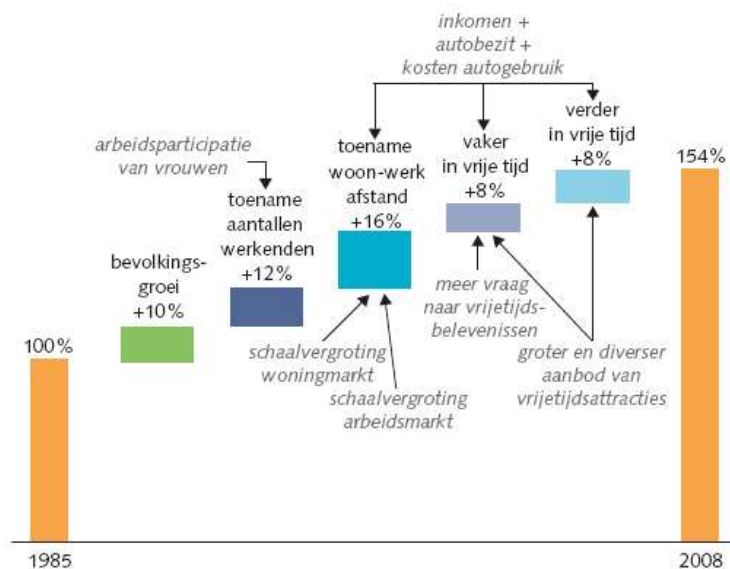 inkomen +
autobezit +
kosten autogebruik
verder
in vrije tijd
+8%
vaker
in vrije tijd
+8%
toename
woon-werk
afstand
+16%
arbeidsparticipatie
van vrouwen
154%
toename
aantallen
werkenden
+12%
bevolkings-
groei
+10%
meer vraag
naar vrijetijds-
belevenissen
100%
schaalvergroting
woningmarkt
groter en diverser
aanbod van
vrijetijdsattracties
schaalvergroting
arbeidsmarkt
1985
2008